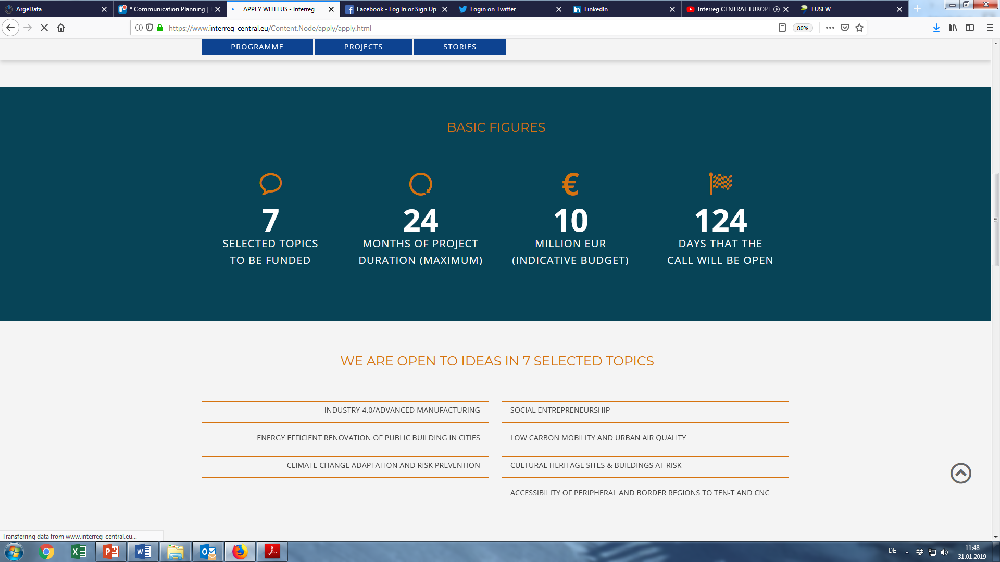 ArgeData
* Communication Planning |
APPLY WITH US - Interreg
Facebook - Log In or Sign Up
Login on Twitter
LinkedIn
Interreg CENTRAL EUROPE
EUSEW
https://www.interreg-central.eu/Content.Node/apply/apply.html
80%
PROGRAMME
PROJECTS
STORIES
BASIC FIGURES
7
SELECTED TOPICS
TO BE FUNDED
24
MONTHS OF PROJECT
DURATION (MAXIMUM)
€
10
MILLION EUR
(INDICATIVE BUDGET)
124
DAYS THAT THE
CALL WILL BE OPEN
WE ARE OPEN TO IDEAS IN 7 SELECTED TOPICS
INDUSTRY 4.0/ADVANCED MANUFACTURING
SOCIAL ENTREPRENEURSHIP
ENERGY EFFICIENT RENOVATION OF PUBLIC BUILDING IN CITIES
LOW CARBON MOBILITY AND URBAN AIR QUALITY
CLIMATE CHANGE ADAPTATION AND RISK PREVENTION
CULTURAL HERITAGE SITES & BUILDINGS AT RISK
ACCESSIBILITY OF PERIPHERAL AND BORDER REGIONS TO TEN-T AND CNC
Transferring data from www.interreg-central.eu...
DE
11:48
31.01.2019